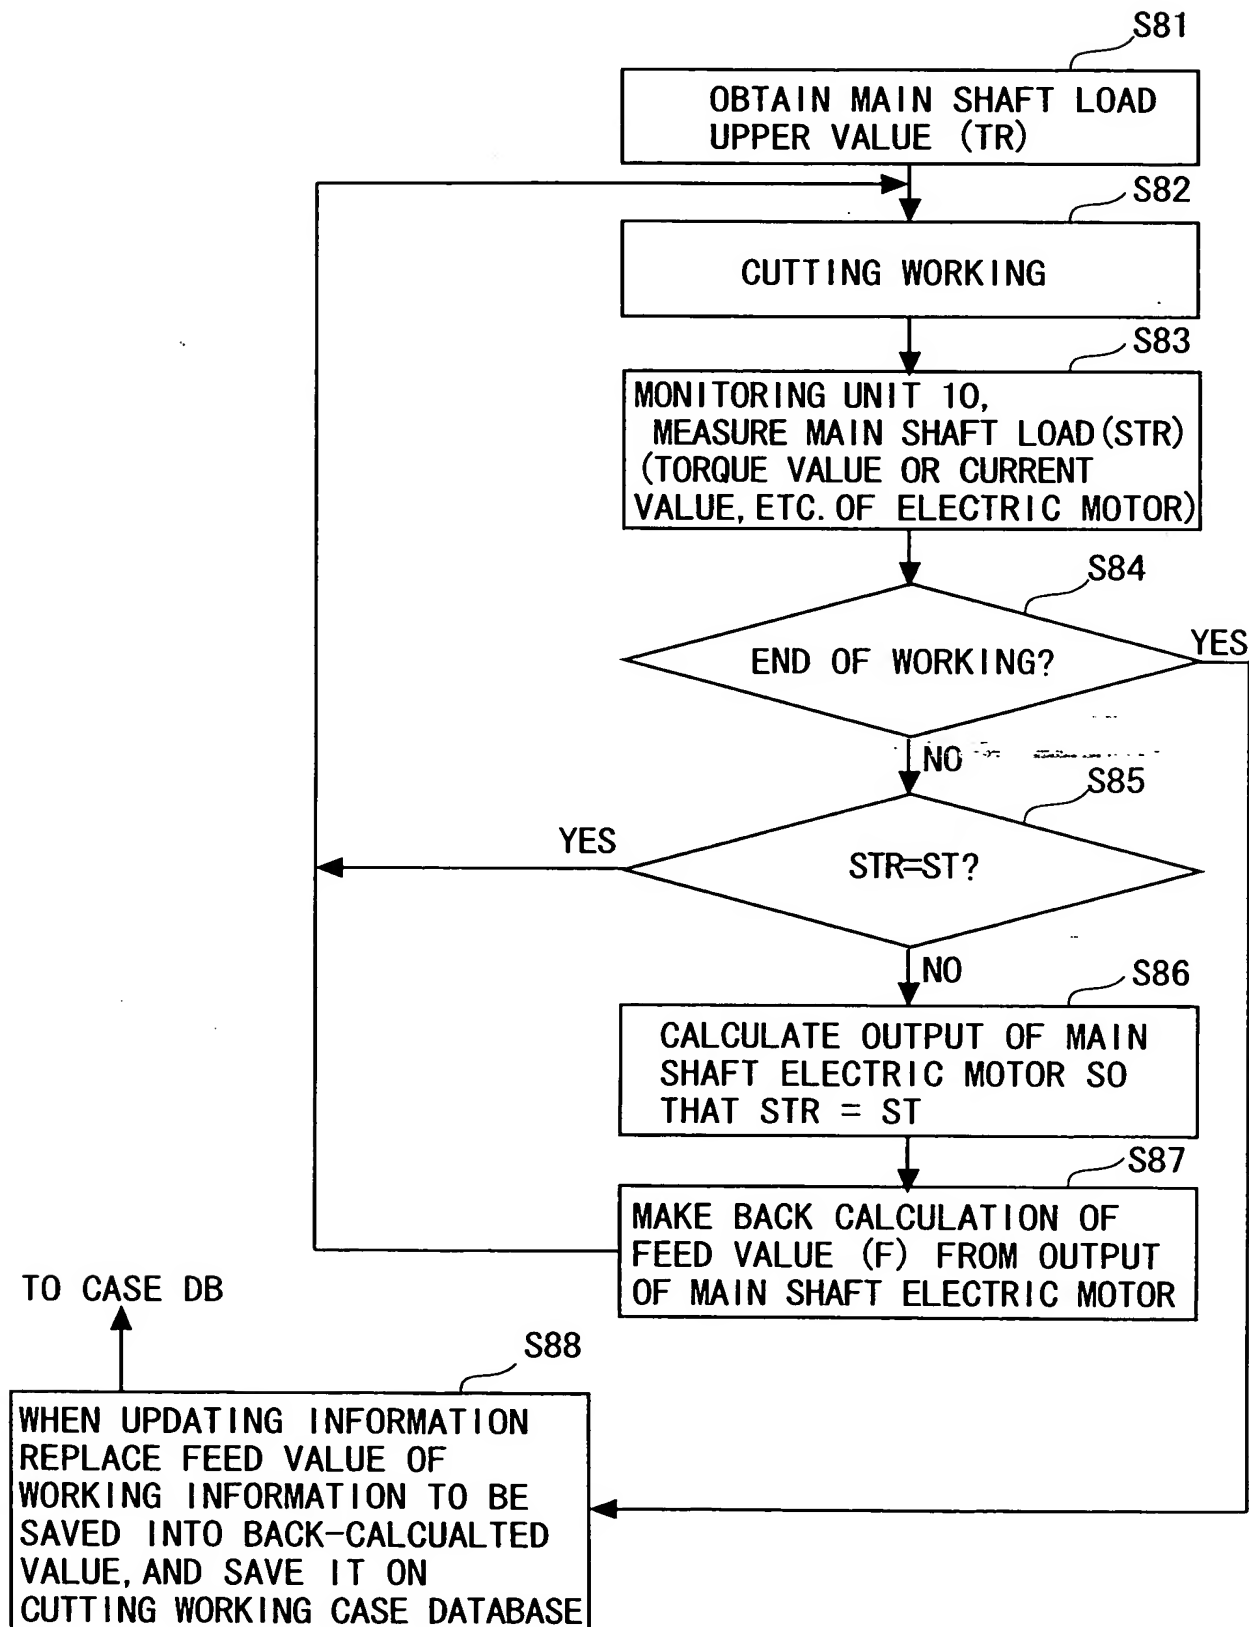 S81
OBTAIN MAIN SHAFT LOAD
UPPER VALUE (TR)
S82
CUTTING WORKING
S83
MONITORING UNIT 10,
MEASURE MAIN SHAFT LOAD(STR)
(TORQUE VALUE OR CURRENT
VALUE, ETC. OF ELECTRIC MOTOR)
S84
END OF WORKING?
YES
NO
S85
STR=ST?
YES
NO
S86
CALCULATE OUTPUT OF MAIN
SHAFT ELECTRIC MOTOR SO
THAT STR = ST
S87
MAKE BACK CALCULATION OF
FEED VALUE (F) FROM OUTPUT
OF MAIN SHAFT ELECTRIC MOTOR
TO CASE DB
S88
WHEN UPDATING INFORMATION
REPLACE FEED VALUE OF
WORKING INFORMATION TO BE
SAVED INTO BACK-CALCUALTED
VALUE, AND SAVE IT ON
CUTTING WORKING CASE DATABASE